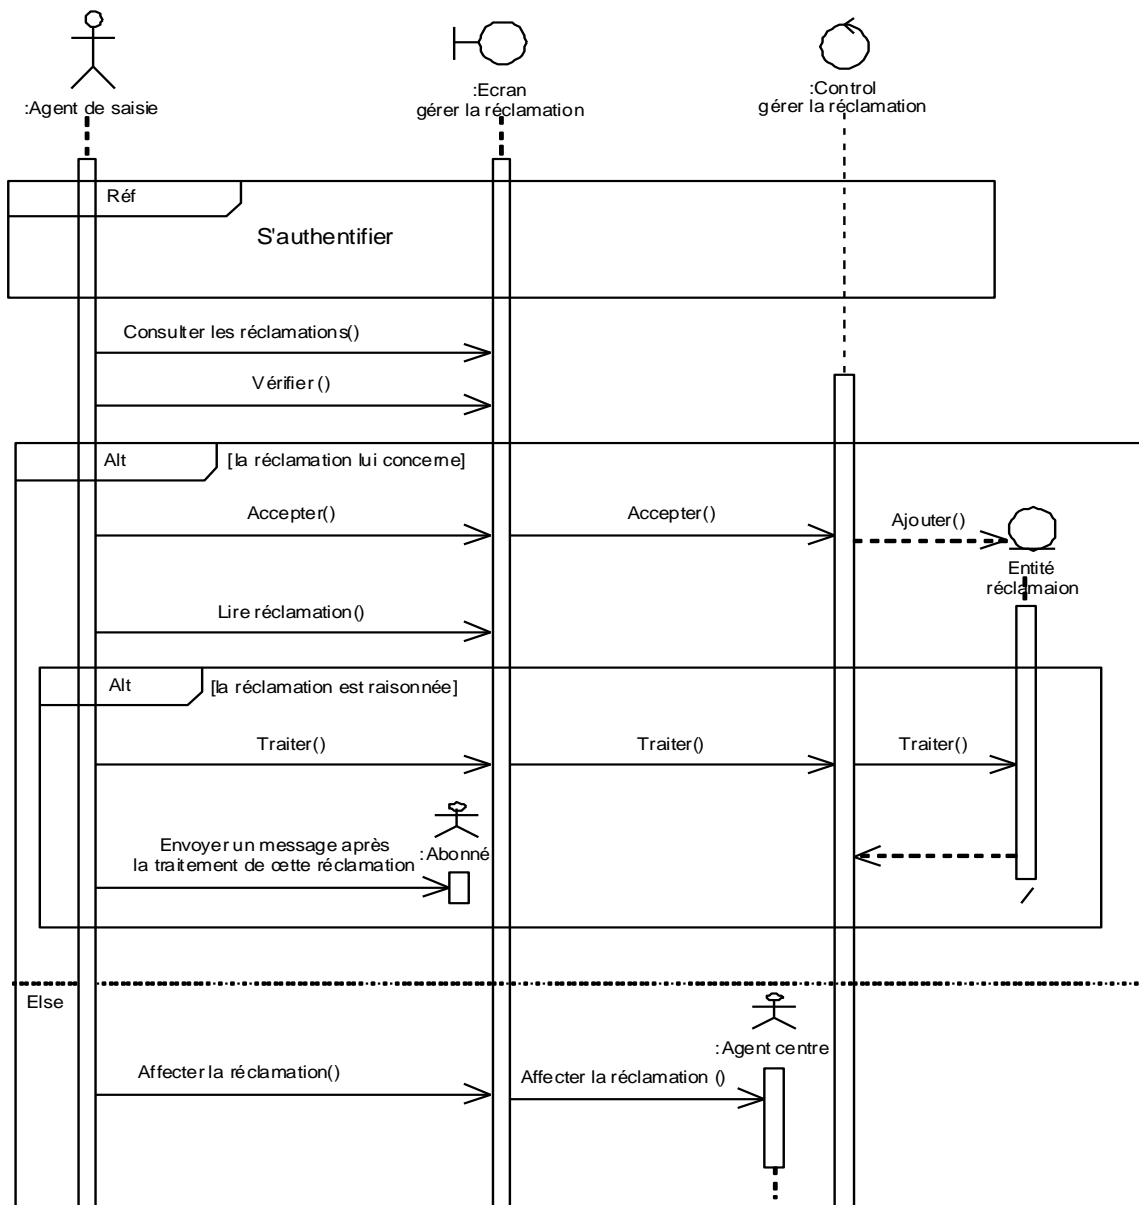 :Agent de saisie
:Ecran
gérer la réclamation
:Control
gérer la réclamation
Réf
S'authentifier
Consulter les réclamations()
Vérifier ()
Alt
[la réclamation lui concerne]
Accepter()
Accepter()
Ajouter()
Entité
réclamaion
Lire réclamation()
Alt
[la réclamation est raisonnée]
Traiter()
Traiter()
Traiter()
Envoyer un message après
la traitement de cette réclamation
:Abonné
Else
:Agent centre
Affecter la réclamation()
Affecter la réclamation ()